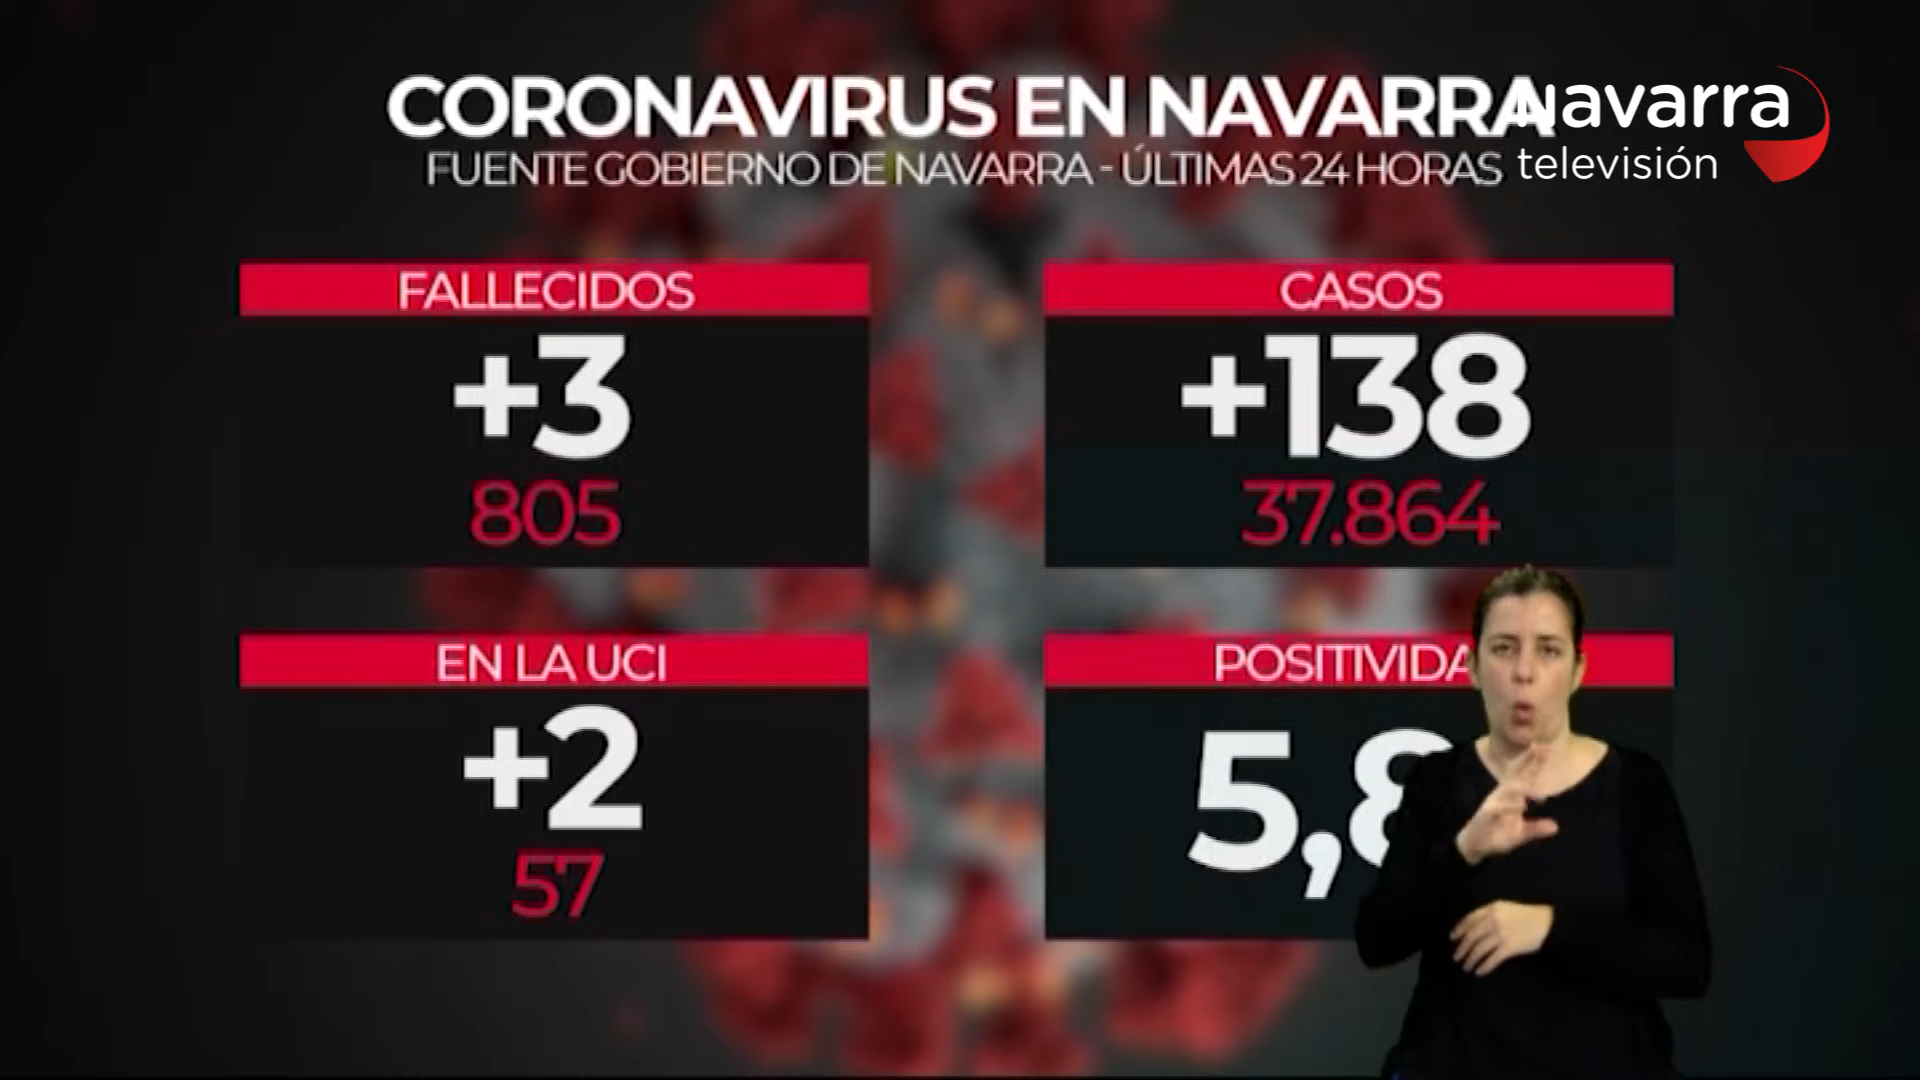 CORONAVIRUS EN NAVARRA
FUENTE GOBIERNO DE NAVARRA - ÚLTIMAS 24 HORAS
navarra
televisión
FALLECIDOS
+3
805
CASOS
+138
37.864
EN LA UCI
+2
57